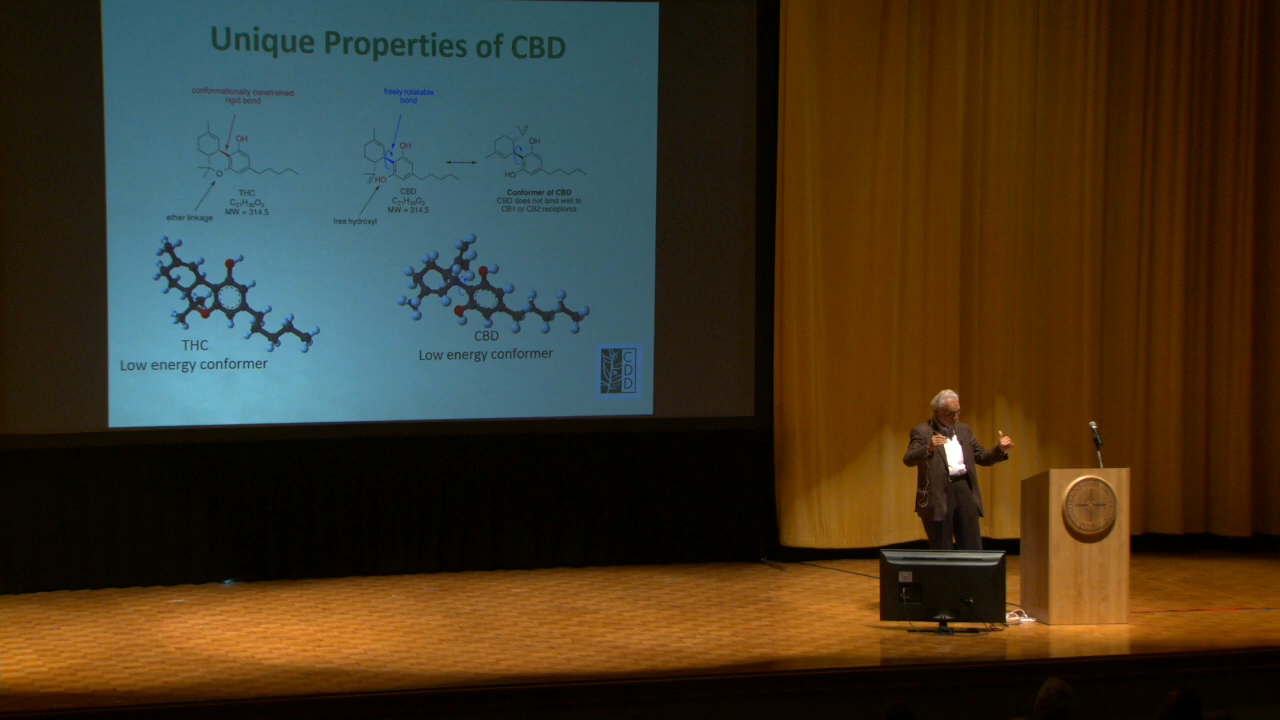 Unique Properties of CBD
conformationally constrained
rigid bond
freely rotatable
bond
OH
O
THC
C21H30O2
MW = 314.5
ether linkage
OH
HO
CBD
C21H30O2
MW = 314.5
free hydroxyl
OH
HO
Conformer of CBD
CBD does not bind well to
CB1 or CB2 receptores
THC
Low energy conformer
CBD
Low energy conformer
C
D
D